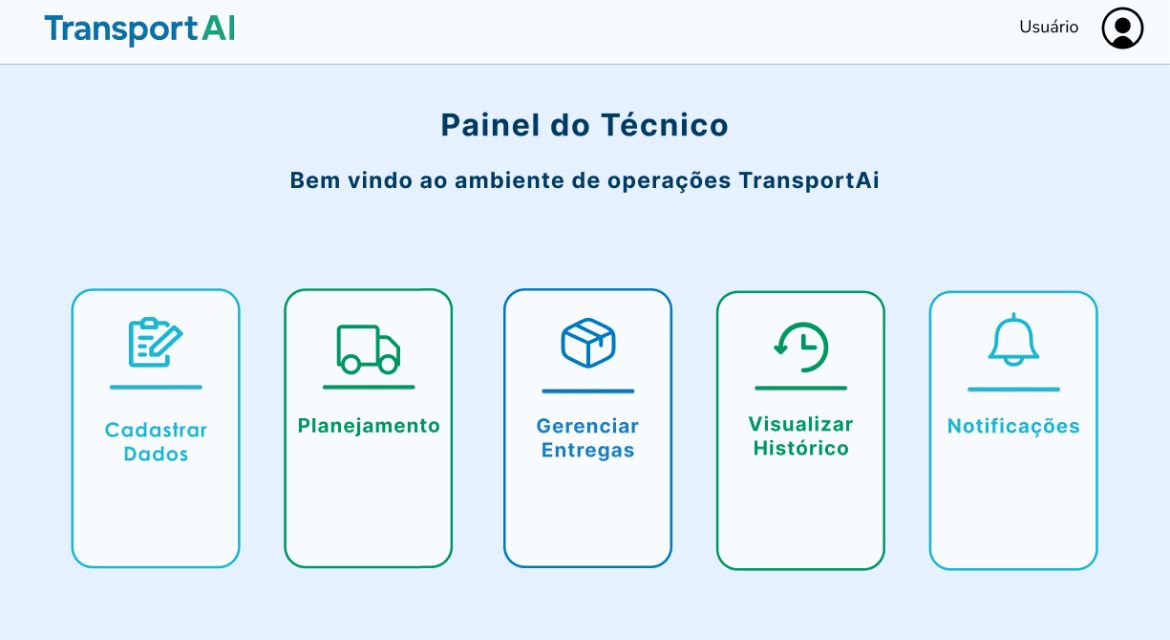 TransportAI
Usuário
Painel do Técnico
Bem vindo ao ambiente de operações TransportAi
Cadastrar
Dados
Planejamento
Gerenciar
Entregas
Visualizar
Histórico
Notificações